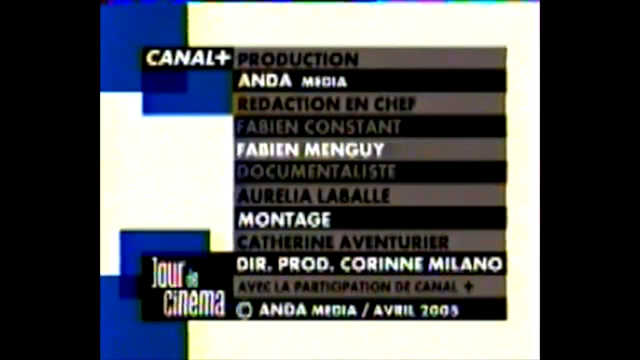 CANAL+
PRODUCTION
ANDA MEDIA
REDACTION EN CHEF
FABIEN CONSTANT
FABIEN MENGUY
DOCUMENTALISTE
AURELIA LABALLE
MONTAGE
CATHERINE AVENTURIER
DIR. PROD. CORINNE MILANO
AVEC LA PARTICIPATION DE CANAL +
© ANDA MEDIA / AVRIL 2005
Jour de
cinéma